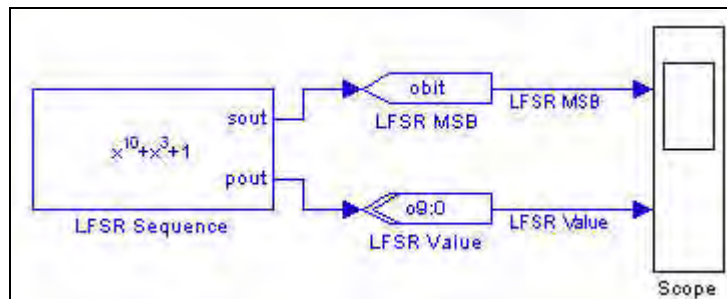 sout
x¹⁰+x³+1
pout
LFSR Sequence
obit
LFSR MSB
LFSR MSB
o9:0
LFSR Value
LFSR Value
Scope